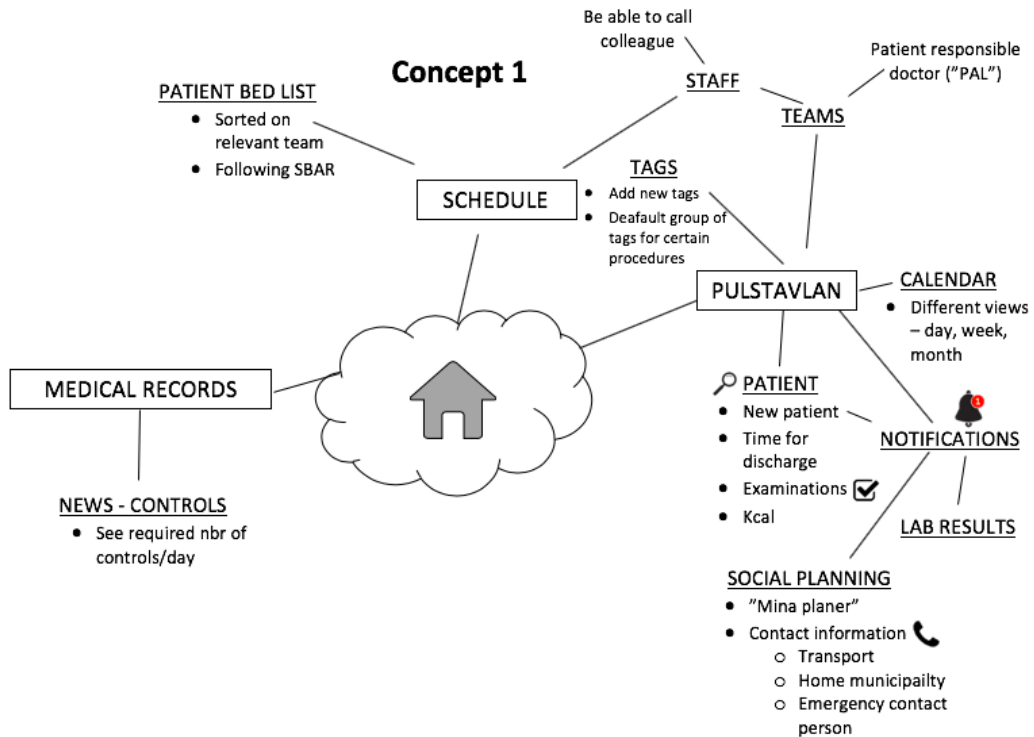 Concept 1
Be able to call
colleague
STAFF
Patient responsible
doctor ("PAL")
TEAMS
PATIENT BED LIST
• Sorted on
relevant team
• Following SBAR
SCHEDULE
TAGS
• Add new tags
• Deafault group of
tags for certain
procedures
PULSTAVLAN
CALENDAR
• Different views
– day, week,
month
MEDICAL RECORDS
NEWS - CONTROLS
• See required nbr of
controls/day
PATIENT
• New patient
• Time for
discharge
• Examinations
• Kcal
1
NOTIFICATIONS
LAB RESULTS
SOCIAL PLANNING
• ”Mina planer”
• Contact information
o Transport
o Home municipailty
o Emergency contact
person